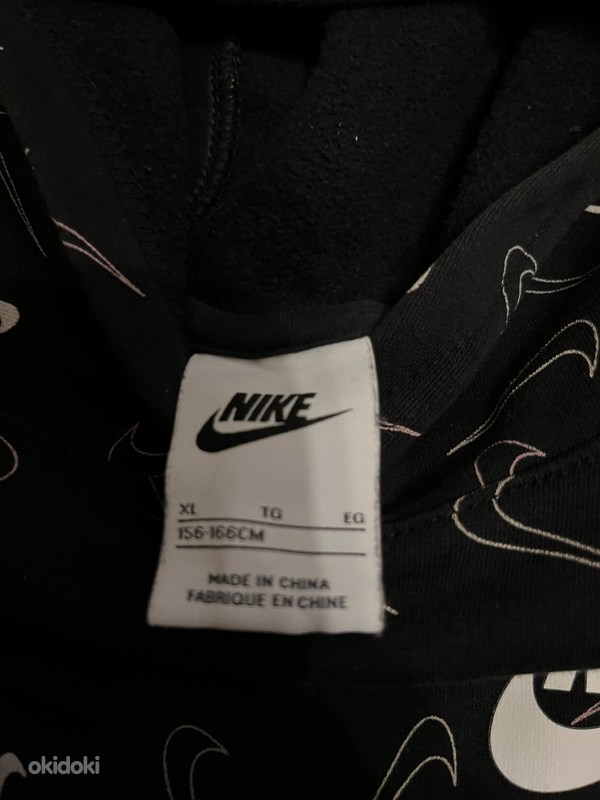 NIKE
XL TG EG
156-166CM
MADE IN CHINA
FABRIQUE EN CHINE
okidoki